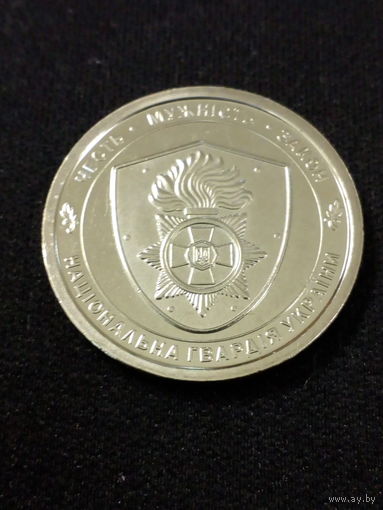 ЧЕСТЬ · МУЖНІСТЬ · ЗАКОН
НАЦІОНАЛЬНА ГВАРДІЯ УКРАЇНИ
www.ay.by